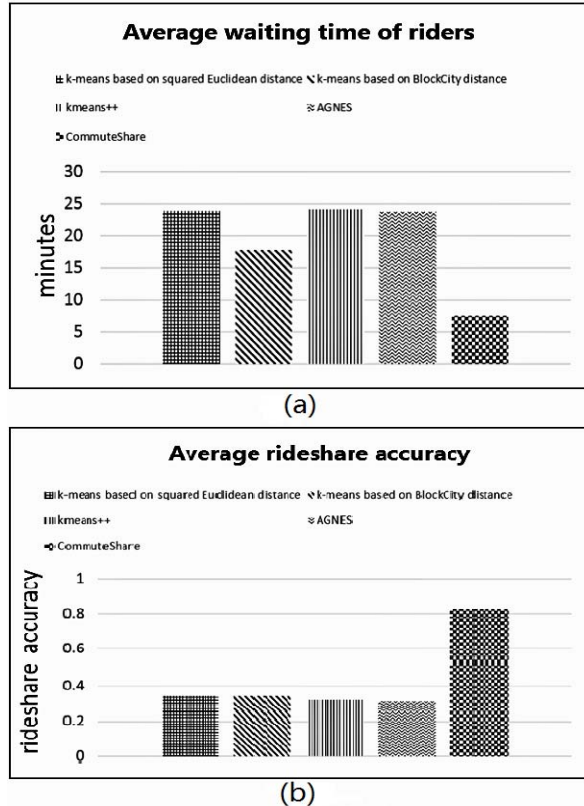 Average waiting time of riders
k-means based on squared Euclidean distance k-means based on BlockCity distance
kmeans++ AGNES
CommuteShare
30
25
20
15
10
5
0
minutes
(a)
Average rideshare accuracy
k-means based on squared Euclidean distance k-means based on BlockCity distance
kmeans++ AGNES
CommuteShare
1
0.8
0.6
0.4
0.2
0
rideshare accuracy
(b)